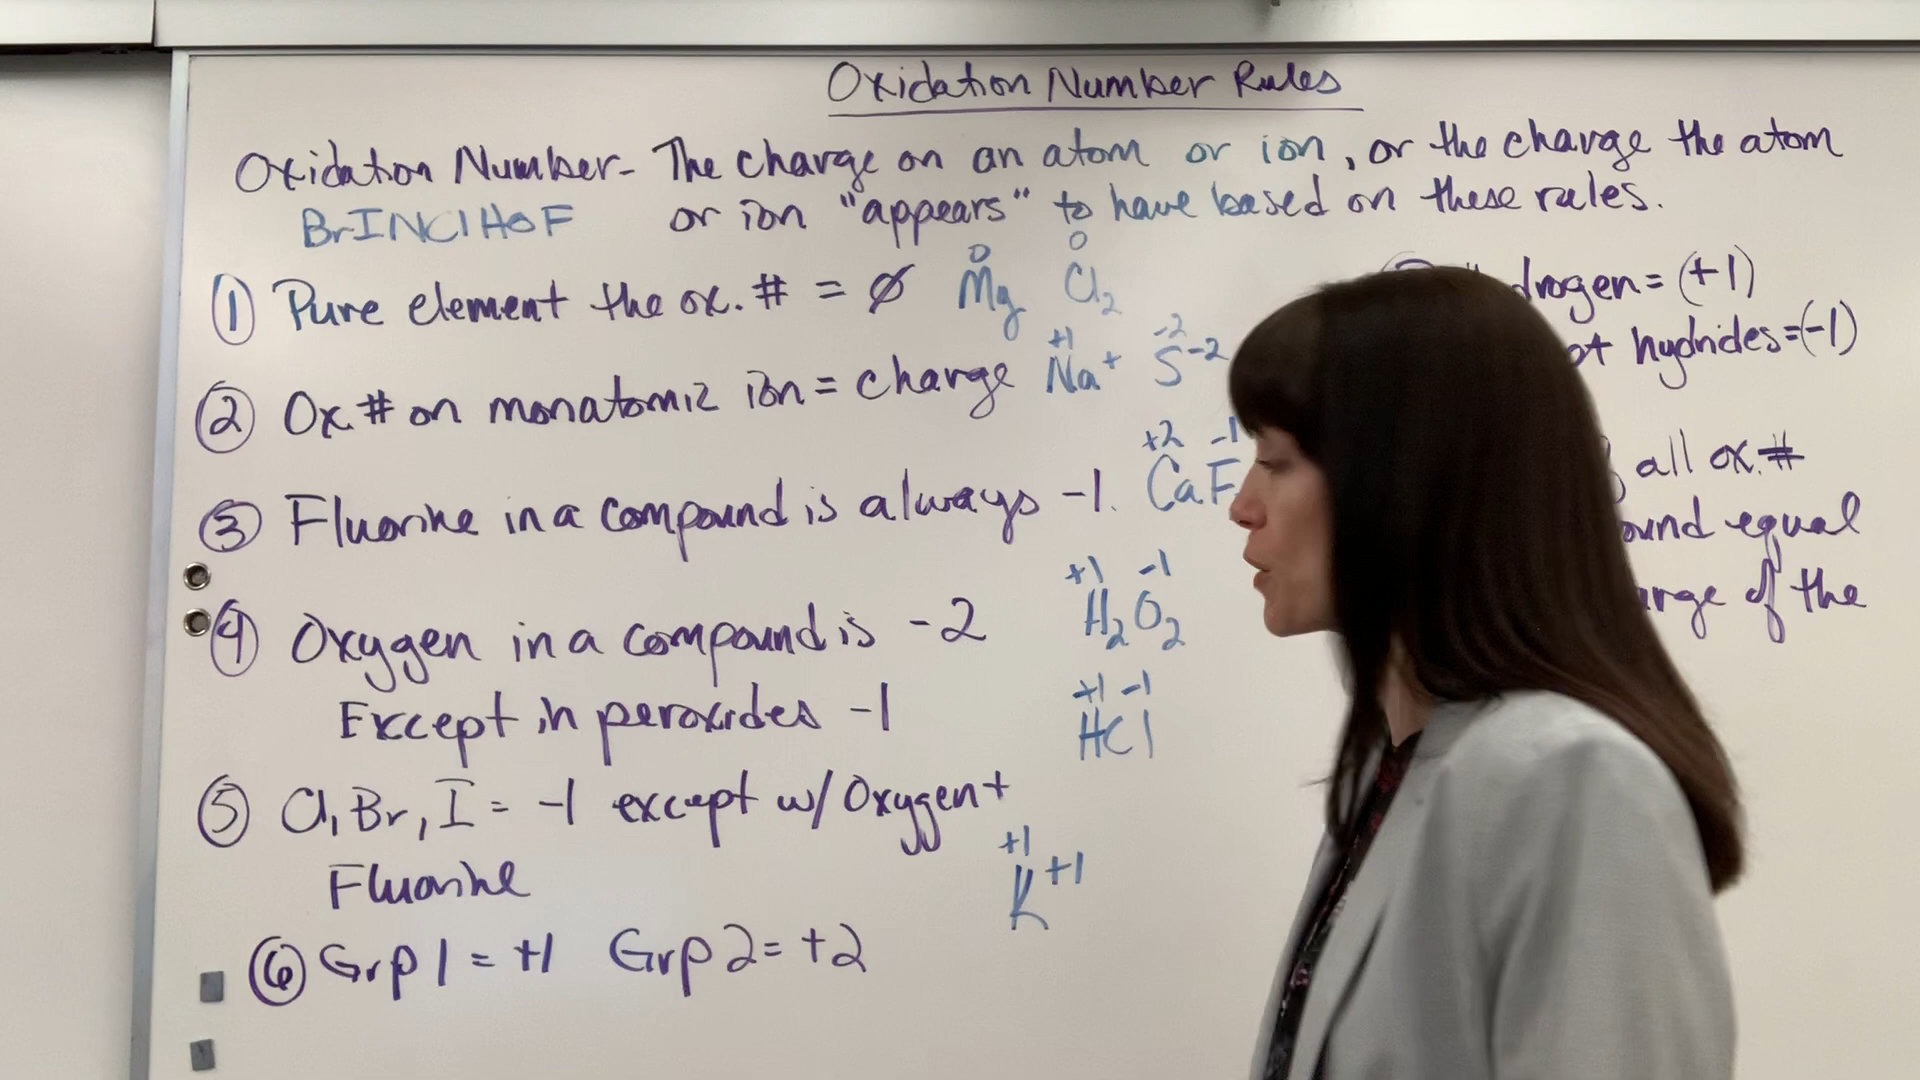 Oxidation Number Rules
Oxidation Number - The charge on an atom or ion, or the charge the atom
BrINClHOF or ion "appears" to have based on these rules.
① Pure element the ox. # = ∅ Mg Cl₂
0 0
② Ox # on monatomic ion = charge Na⁺ S⁻²
+1 -2
③ Fluorine in a compound is always -1. CaF
+2 -1
④ Oxygen in a compound is -2 H₂O₂
+1 -1
Except in peroxides -1 HCl
+1 -1
⑤ Cl, Br, I = -1 except w/ Oxygen +
Fluorine K⁺¹
+1
⑥ Grp 1 = +1 Grp 2 = +2
= (+1)
hydrides = (-1)
all ox. #
equal
of the